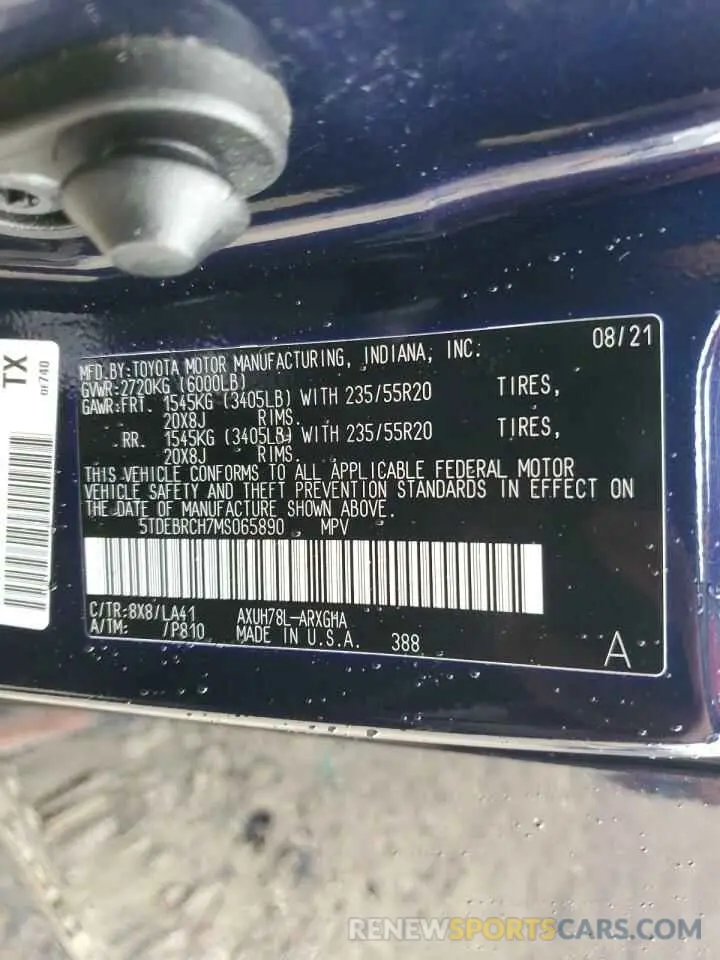 TX
0E740
MFD.BY:TOYOTA MOTOR MANUFACTURING, INDIANA, INC. 08/21
GVWR:2720KG (6000LB)
GAWR:FRT. 1545KG (3405LB) WITH 235/55R20 TIRES,
20X8J RIMS.
RR. 1545KG (3405LB) WITH 235/55R20 TIRES,
20X8J RIMS.
THIS VEHICLE CONFORMS TO ALL APPLICABLE FEDERAL MOTOR
VEHICLE SAFETY AND THEFT PREVENTION STANDARDS IN EFFECT ON
THE DATE OF MANUFACTURE SHOWN ABOVE.
5TDEBRCH7MS065890 MPV
C/TR:8X8/LA41 AXUH78L-ARXGHA
A/TM: /P810 MADE IN U.S.A. 388
A
RENEWSPORTSCARS.COM